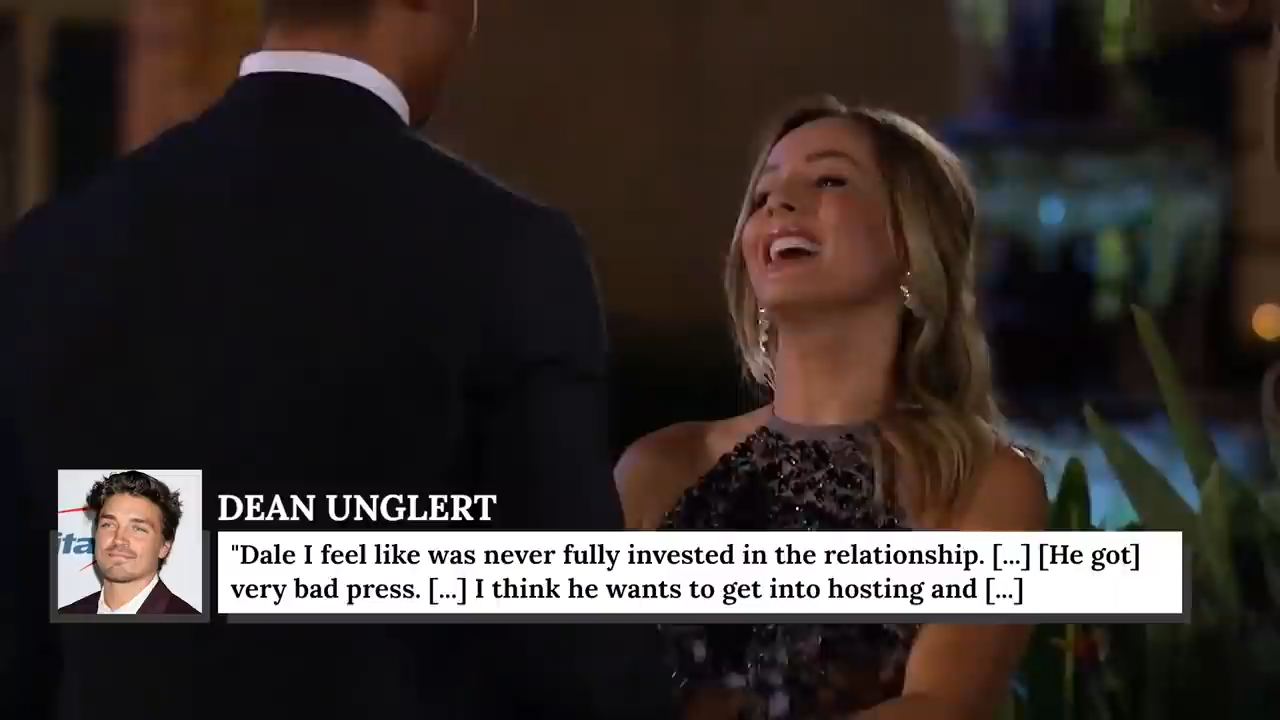 ita
DEAN UNGLERT
"Dale I feel like was never fully invested in the relationship. [...] [He got]
very bad press. [...] I think he wants to get into hosting and [...]